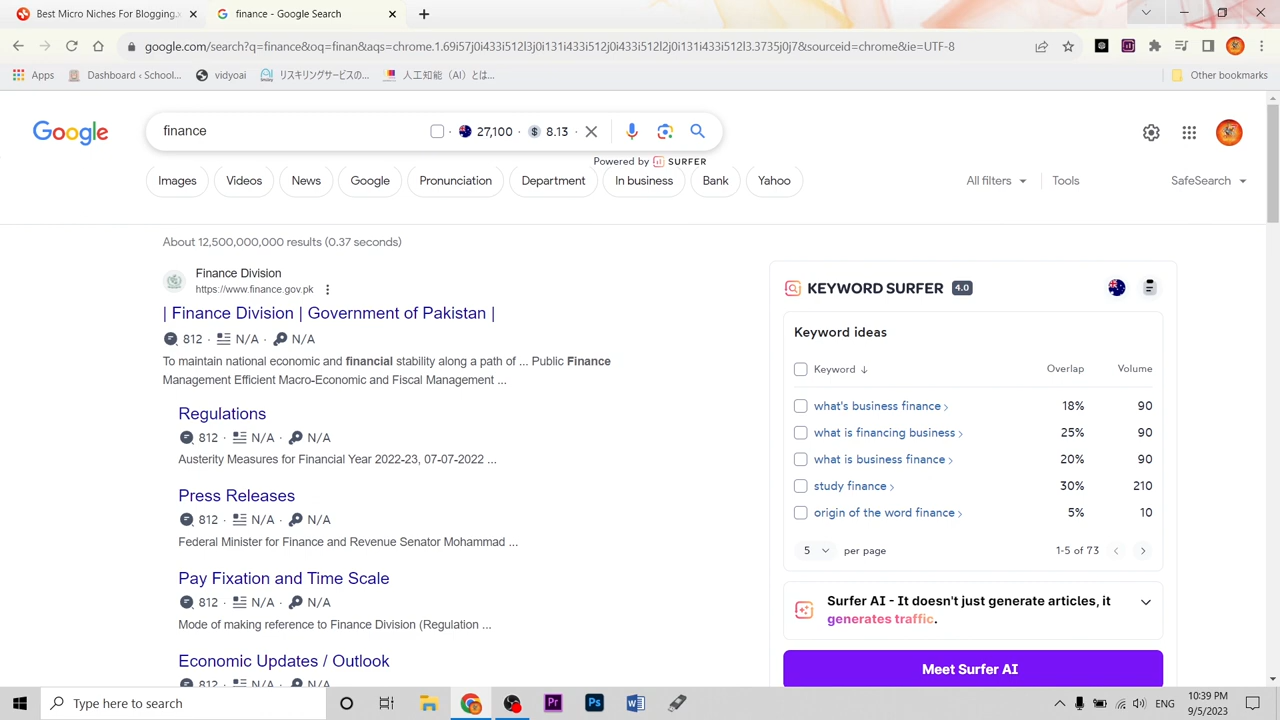 Best Micro Niches For Blogging
finance - Google Search
google.com/search?q=finance&oq=finan&aqs=chrome.1.69i57j0i433i512l3j0i131i433i512j0i433i512l2j0i131i433i512l3.3735j0j7&sourceid=chrome&ie=UTF-8
Apps
Dashboard ‹ School...
vidyoai
リスキリングサービスの...
人工知能（AI）とは...
Other bookmarks
Google
finance
27,100 · $ 8.13
Powered by SURFER
Images
Videos
News
Google
Pronunciation
Department
In business
Bank
Yahoo
All filters
Tools
SafeSearch
About 12,500,000,000 results (0.37 seconds)
Finance Division
https://www.finance.gov.pk
| Finance Division | Government of Pakistan |
812 · N/A · N/A
To maintain national economic and financial stability along a path of ... Public Finance
Management Efficient Macro-Economic and Fiscal Management ...
Regulations
812 · N/A · N/A
Austerity Measures for Financial Year 2022-23, 07-07-2022 ...
Press Releases
812 · N/A · N/A
Federal Minister for Finance and Revenue Senator Mohammad ...
Pay Fixation and Time Scale
812 · N/A · N/A
Mode of making reference to Finance Division (Regulation ...
Economic Updates / Outlook
812 · N/A · N/A
KEYWORD SURFER 4.0
Keyword ideas
Keyword ↓ Overlap Volume
what's business finance › 18% 90
what is financing business › 25% 90
what is business finance › 20% 90
study finance › 30% 210
origin of the word finance › 5% 10
5 per page 1-5 of 73
Surfer AI - It doesn't just generate articles, it
generates traffic.
Meet Surfer AI
Type here to search
Pr
Ps
W
ENG
10:39 PM
9/5/2023